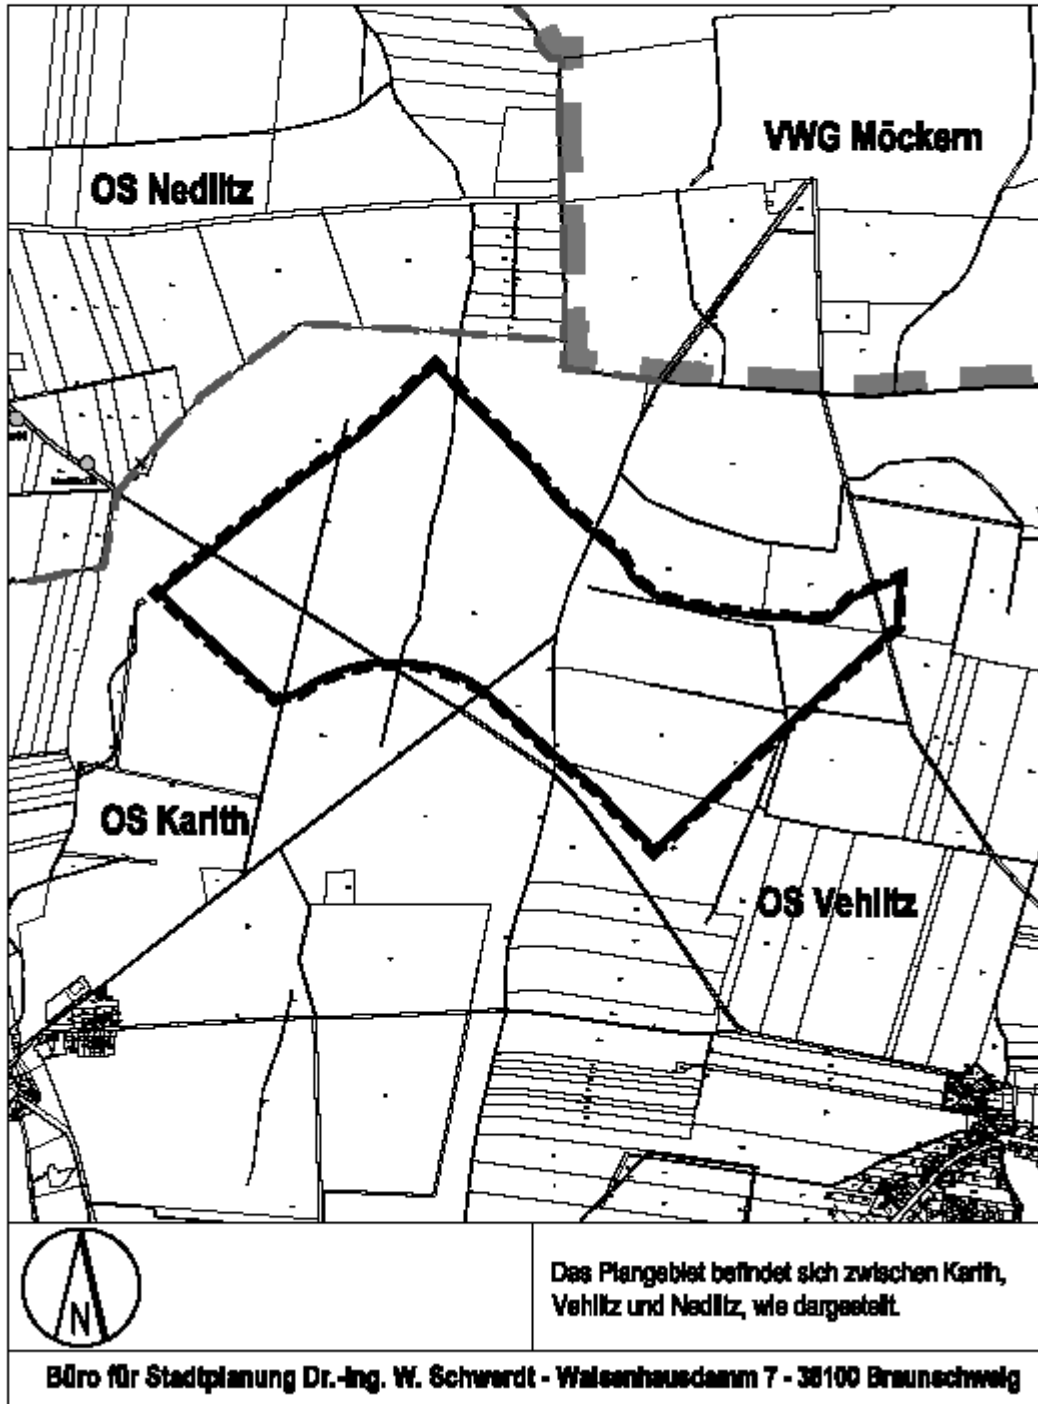 VWG Möckern
OS Nedlitz
OS Karith
OS Vehlitz
N
Das Plangebiet befindet sich zwischen Karith,
Vehlitz und Nedlitz, wie dargestellt.
Büro für Stadtplanung Dr.-Ing. W. Schwerdt - Waisenhausdamm 7 - 38100 Braunschweig